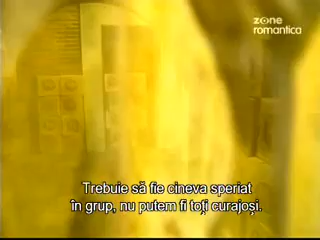 zone
romantica
Trebuie să fie cineva speriat
în grup, nu putem fi toți curajoși.